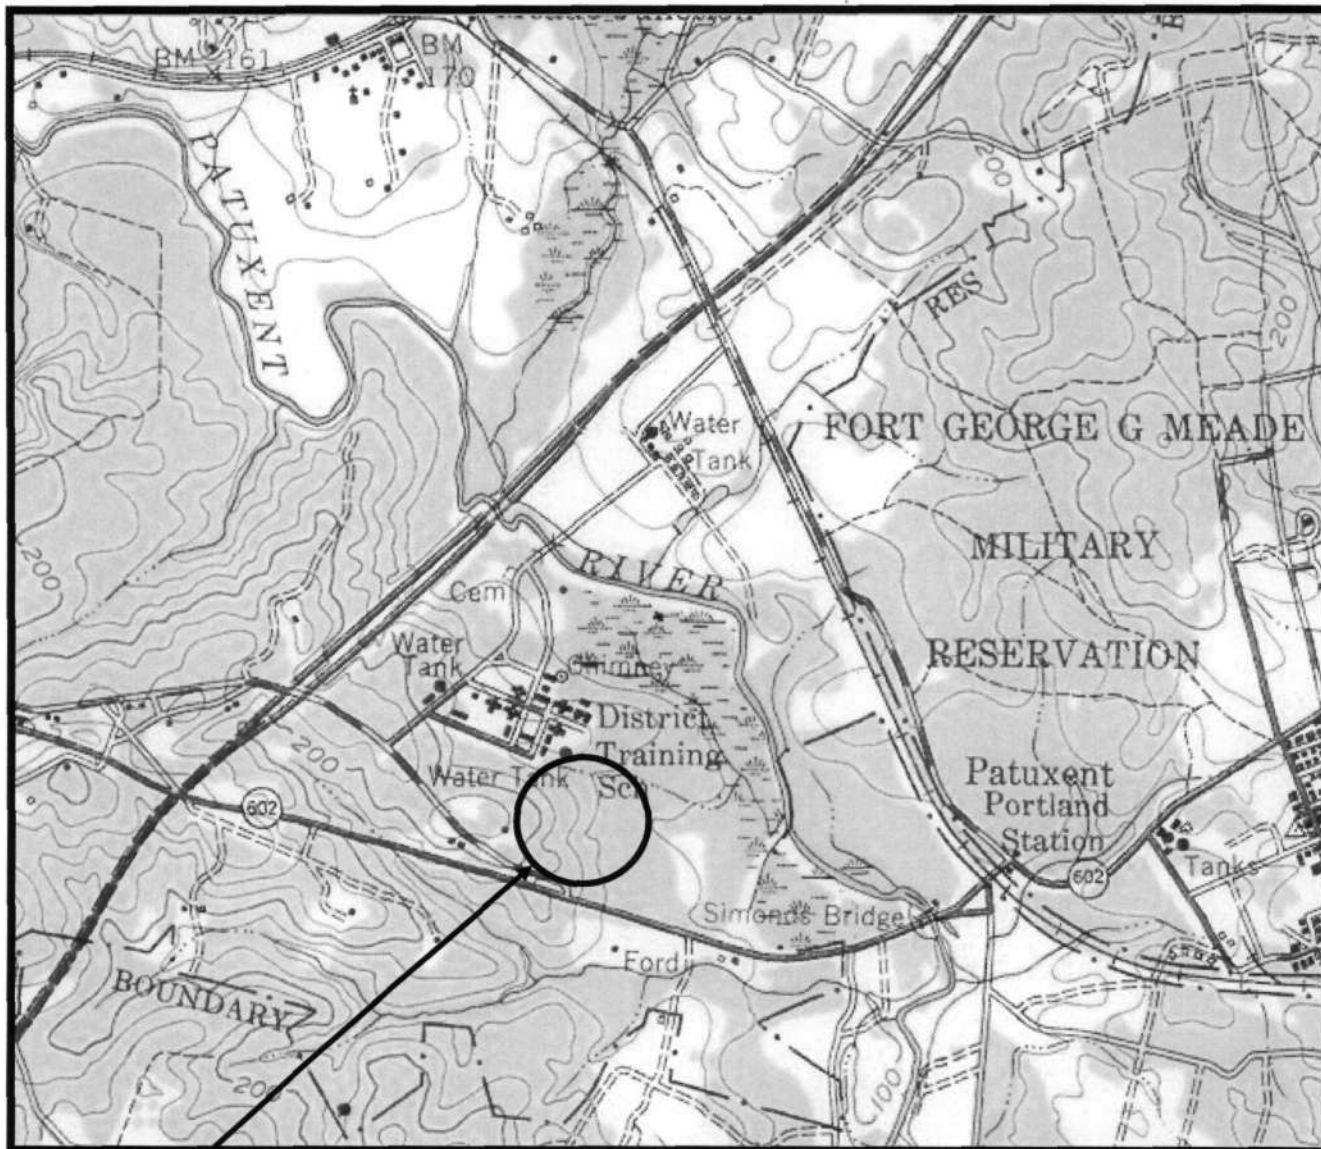 BM 161
BM
170
PATUXENT
RES
200
Water
Tank
FORT GEORGE G MEADE
MILITARY
RESERVATION
200
RIVER
Cem
Water
Tank
Chimney
District
Training
Sch
Water Tank
200
602
Patuxent
Portland
Station
602
Tanks
Simonds Bridge
Ford
BOUNDARY
200
100